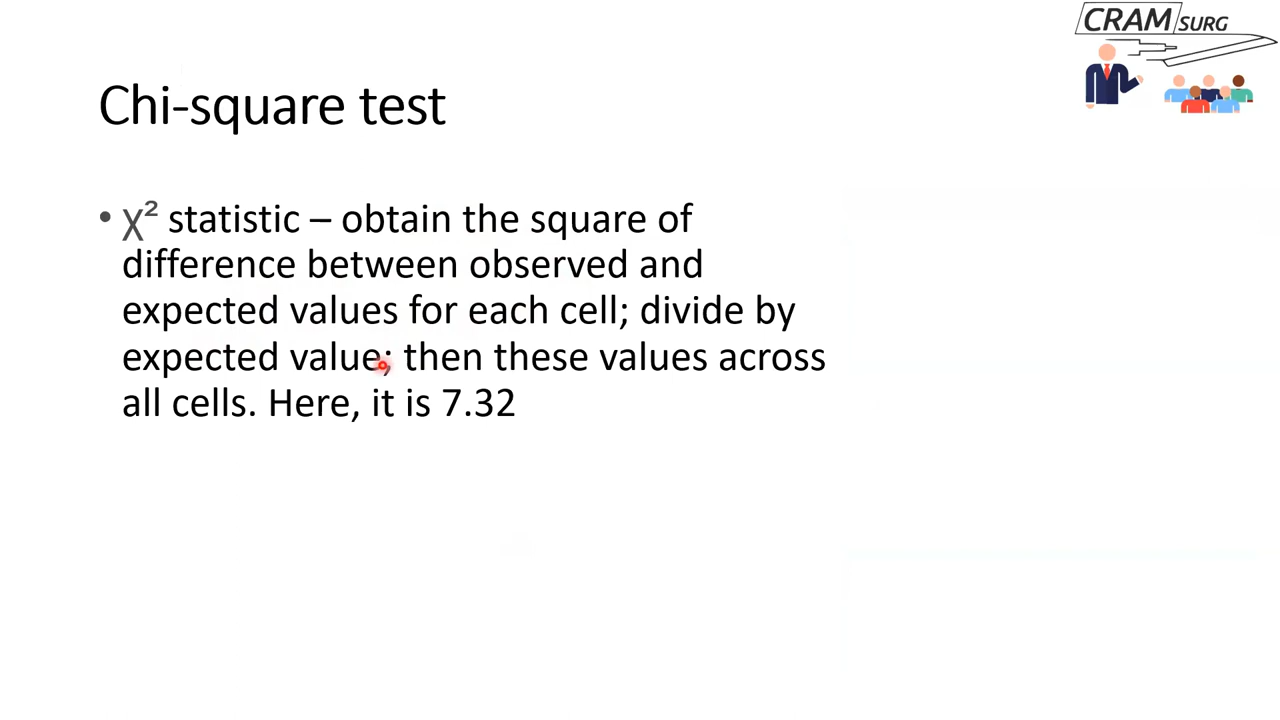 CRAM SURG
Chi-square test
• χ² statistic – obtain the square of
difference between observed and
expected values for each cell; divide by
expected value; then these values across
all cells. Here, it is 7.32